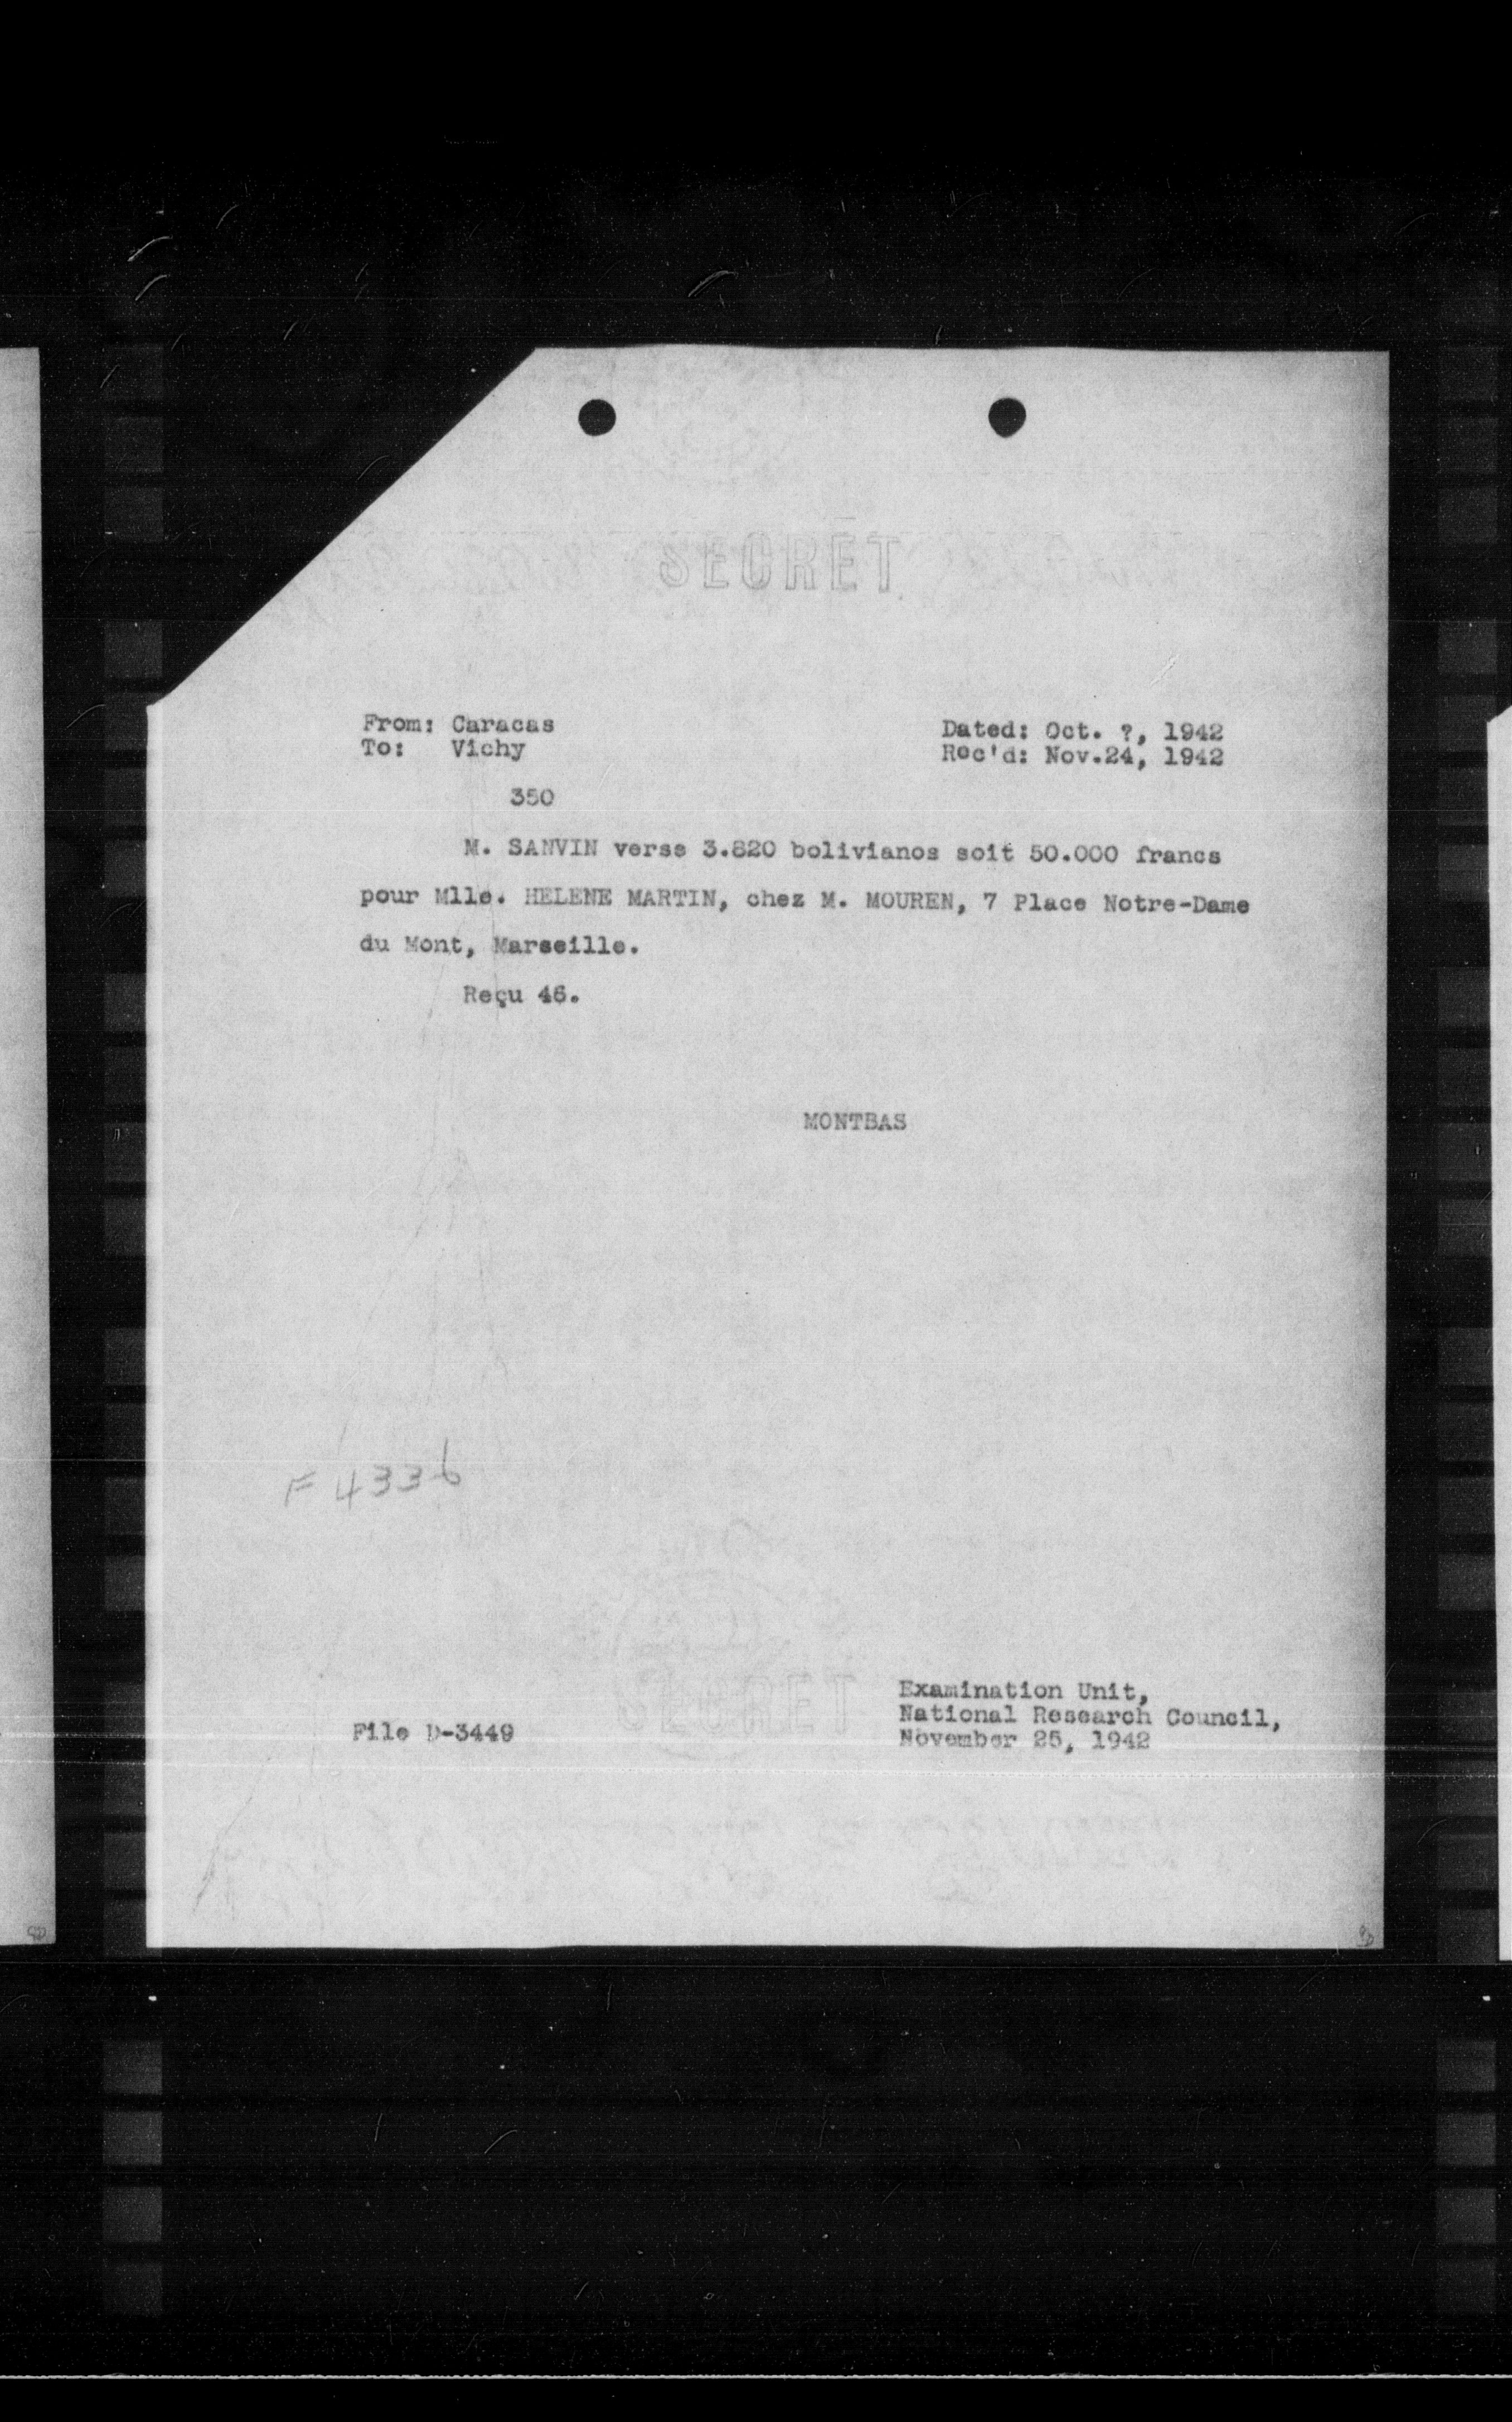 SECRET
From: Caracas
To: Vichy
Dated: Oct. ?, 1942
Rec'd: Nov.24, 1942
350
M. SANVIN verse 3.820 bolivianos soit 50.000 francs
pour Mlle. HELENE MARTIN, chez M. MOUREN, 7 Place Notre-Dame
du Mont, Marseille.
Reçu 46.
MONTBAS
F 4336
SECRET
Examination Unit,
National Research Council,
November 25, 1942
File D-3449